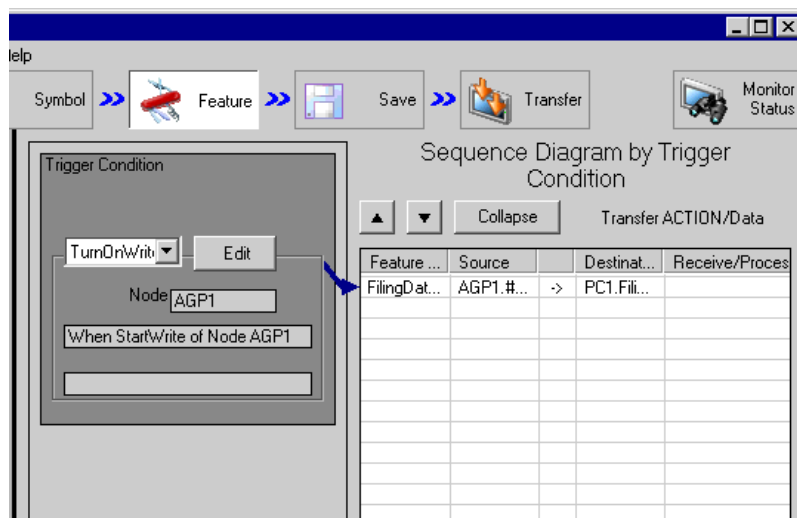 Help
Symbol >> Feature >> Save >> Transfer
Monitor
Status
Trigger Condition
Sequence Diagram by Trigger
Condition
Collapse
Transfer ACTION/Data
TurnOnWrit
Edit
Node AGP1
When StartWrite of Node AGP1
Feature ... Source Destinat... Receive/Proces
FilingDat... AGP1.#... -> PC1.Fili...